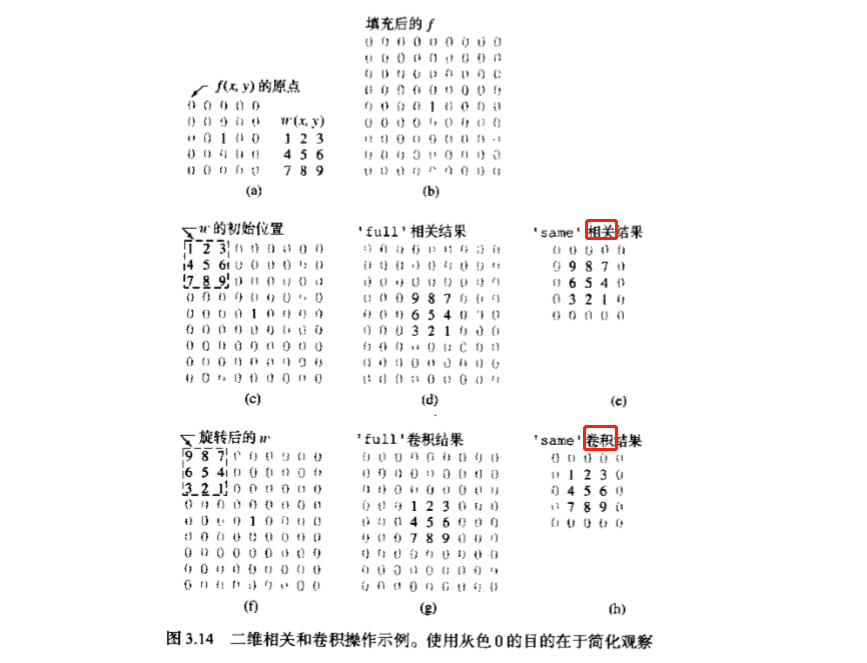 f(x, y) 的原点
0 0 0 0 0
0 0 0 0 0
0 0 1 0 0
0 0 0 0 0
0 0 0 0 0
w(x, y)
1 2 3
4 5 6
7 8 9
(a)
填充后的 f
0 0 0 0 0 0 0 0 0
0 0 0 0 0 0 0 0 0
0 0 0 0 0 0 0 0 0
0 0 0 0 0 0 0 0 0
0 0 0 0 1 0 0 0 0
0 0 0 0 0 0 0 0 0
0 0 0 0 0 0 0 0 0
0 0 0 0 0 0 0 0 0
0 0 0 0 0 0 0 0 0
(b)
w 的初始位置
1 2 3 0 0 0 0 0 0
4 5 6 0 0 0 0 0 0
7 8 9 0 0 0 0 0 0
0 0 0 0 0 0 0 0 0
0 0 0 0 1 0 0 0 0
0 0 0 0 0 0 0 0 0
0 0 0 0 0 0 0 0 0
0 0 0 0 0 0 0 0 0
0 0 0 0 0 0 0 0 0
(c)
'full'相关结果
0 0 0 0 0 0 0 0 0
0 0 0 0 0 0 0 0 0
0 0 0 0 0 0 0 0 0
0 0 0 9 8 7 0 0 0
0 0 0 6 5 4 0 0 0
0 0 0 3 2 1 0 0 0
0 0 0 0 0 0 0 0 0
0 0 0 0 0 0 0 0 0
0 0 0 0 0 0 0 0 0
(d)
'same'相关结果
0 0 0 0 0
0 9 8 7 0
0 6 5 4 0
0 3 2 1 0
0 0 0 0 0
(e)
旋转后的 w
9 8 7 0 0 0 0 0 0
6 5 4 0 0 0 0 0 0
3 2 1 0 0 0 0 0 0
0 0 0 0 0 0 0 0 0
0 0 0 0 1 0 0 0 0
0 0 0 0 0 0 0 0 0
0 0 0 0 0 0 0 0 0
0 0 0 0 0 0 0 0 0
0 0 0 0 0 0 0 0 0
(f)
'full'卷积结果
0 0 0 0 0 0 0 0 0
0 0 0 0 0 0 0 0 0
0 0 0 0 0 0 0 0 0
0 0 0 1 2 3 0 0 0
0 0 0 4 5 6 0 0 0
0 0 0 7 8 9 0 0 0
0 0 0 0 0 0 0 0 0
0 0 0 0 0 0 0 0 0
0 0 0 0 0 0 0 0 0
(g)
'same'卷积结果
0 0 0 0 0
0 1 2 3 0
0 4 5 6 0
0 7 8 9 0
0 0 0 0 0
(h)
图 3.14 二维相关和卷积操作示例。使用灰色 0 的目的在于简化观察